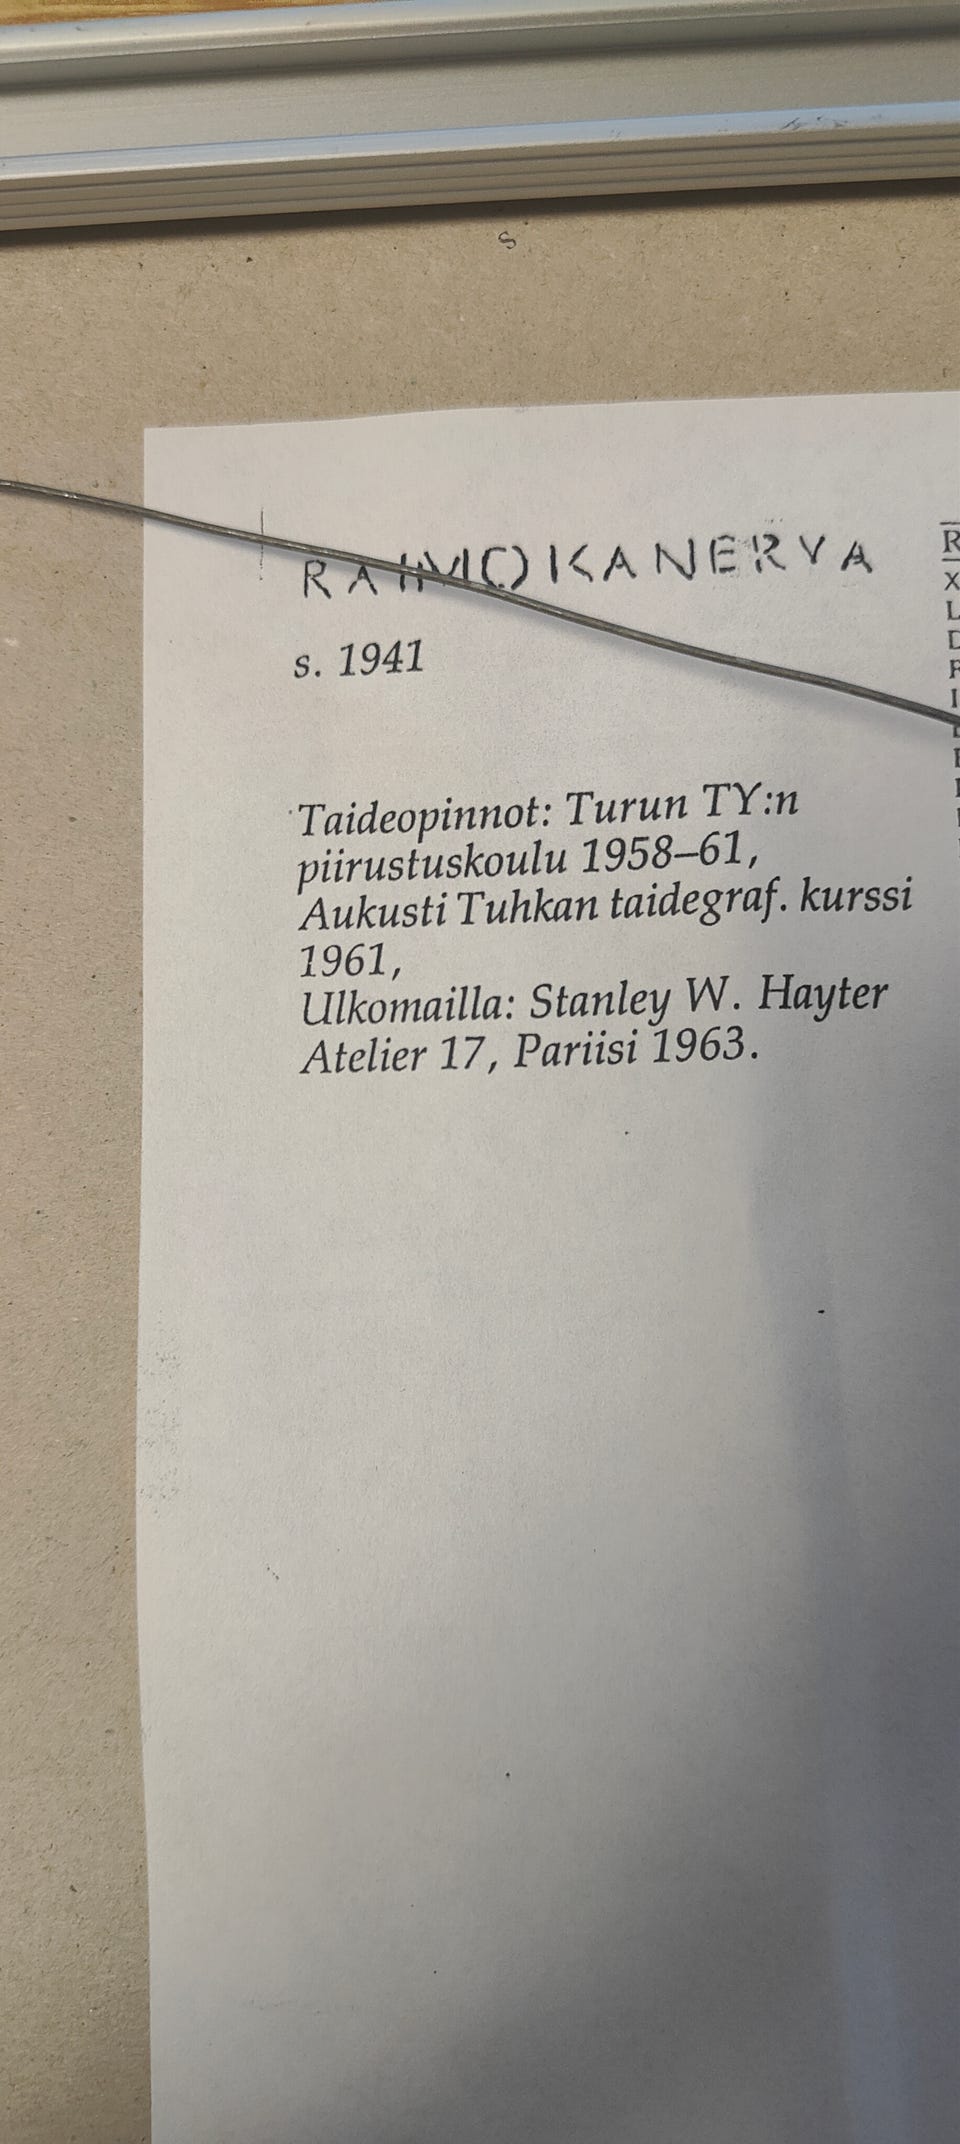 RAIMO KANERVA
s. 1941
Taideopinnot: Turun TY:n
piirustuskoulu 1958–61,
Aukusti Tuhkan taidegraf. kurssi
1961,
Ulkomailla: Stanley W. Hayter
Atelier 17, Pariisi 1963.